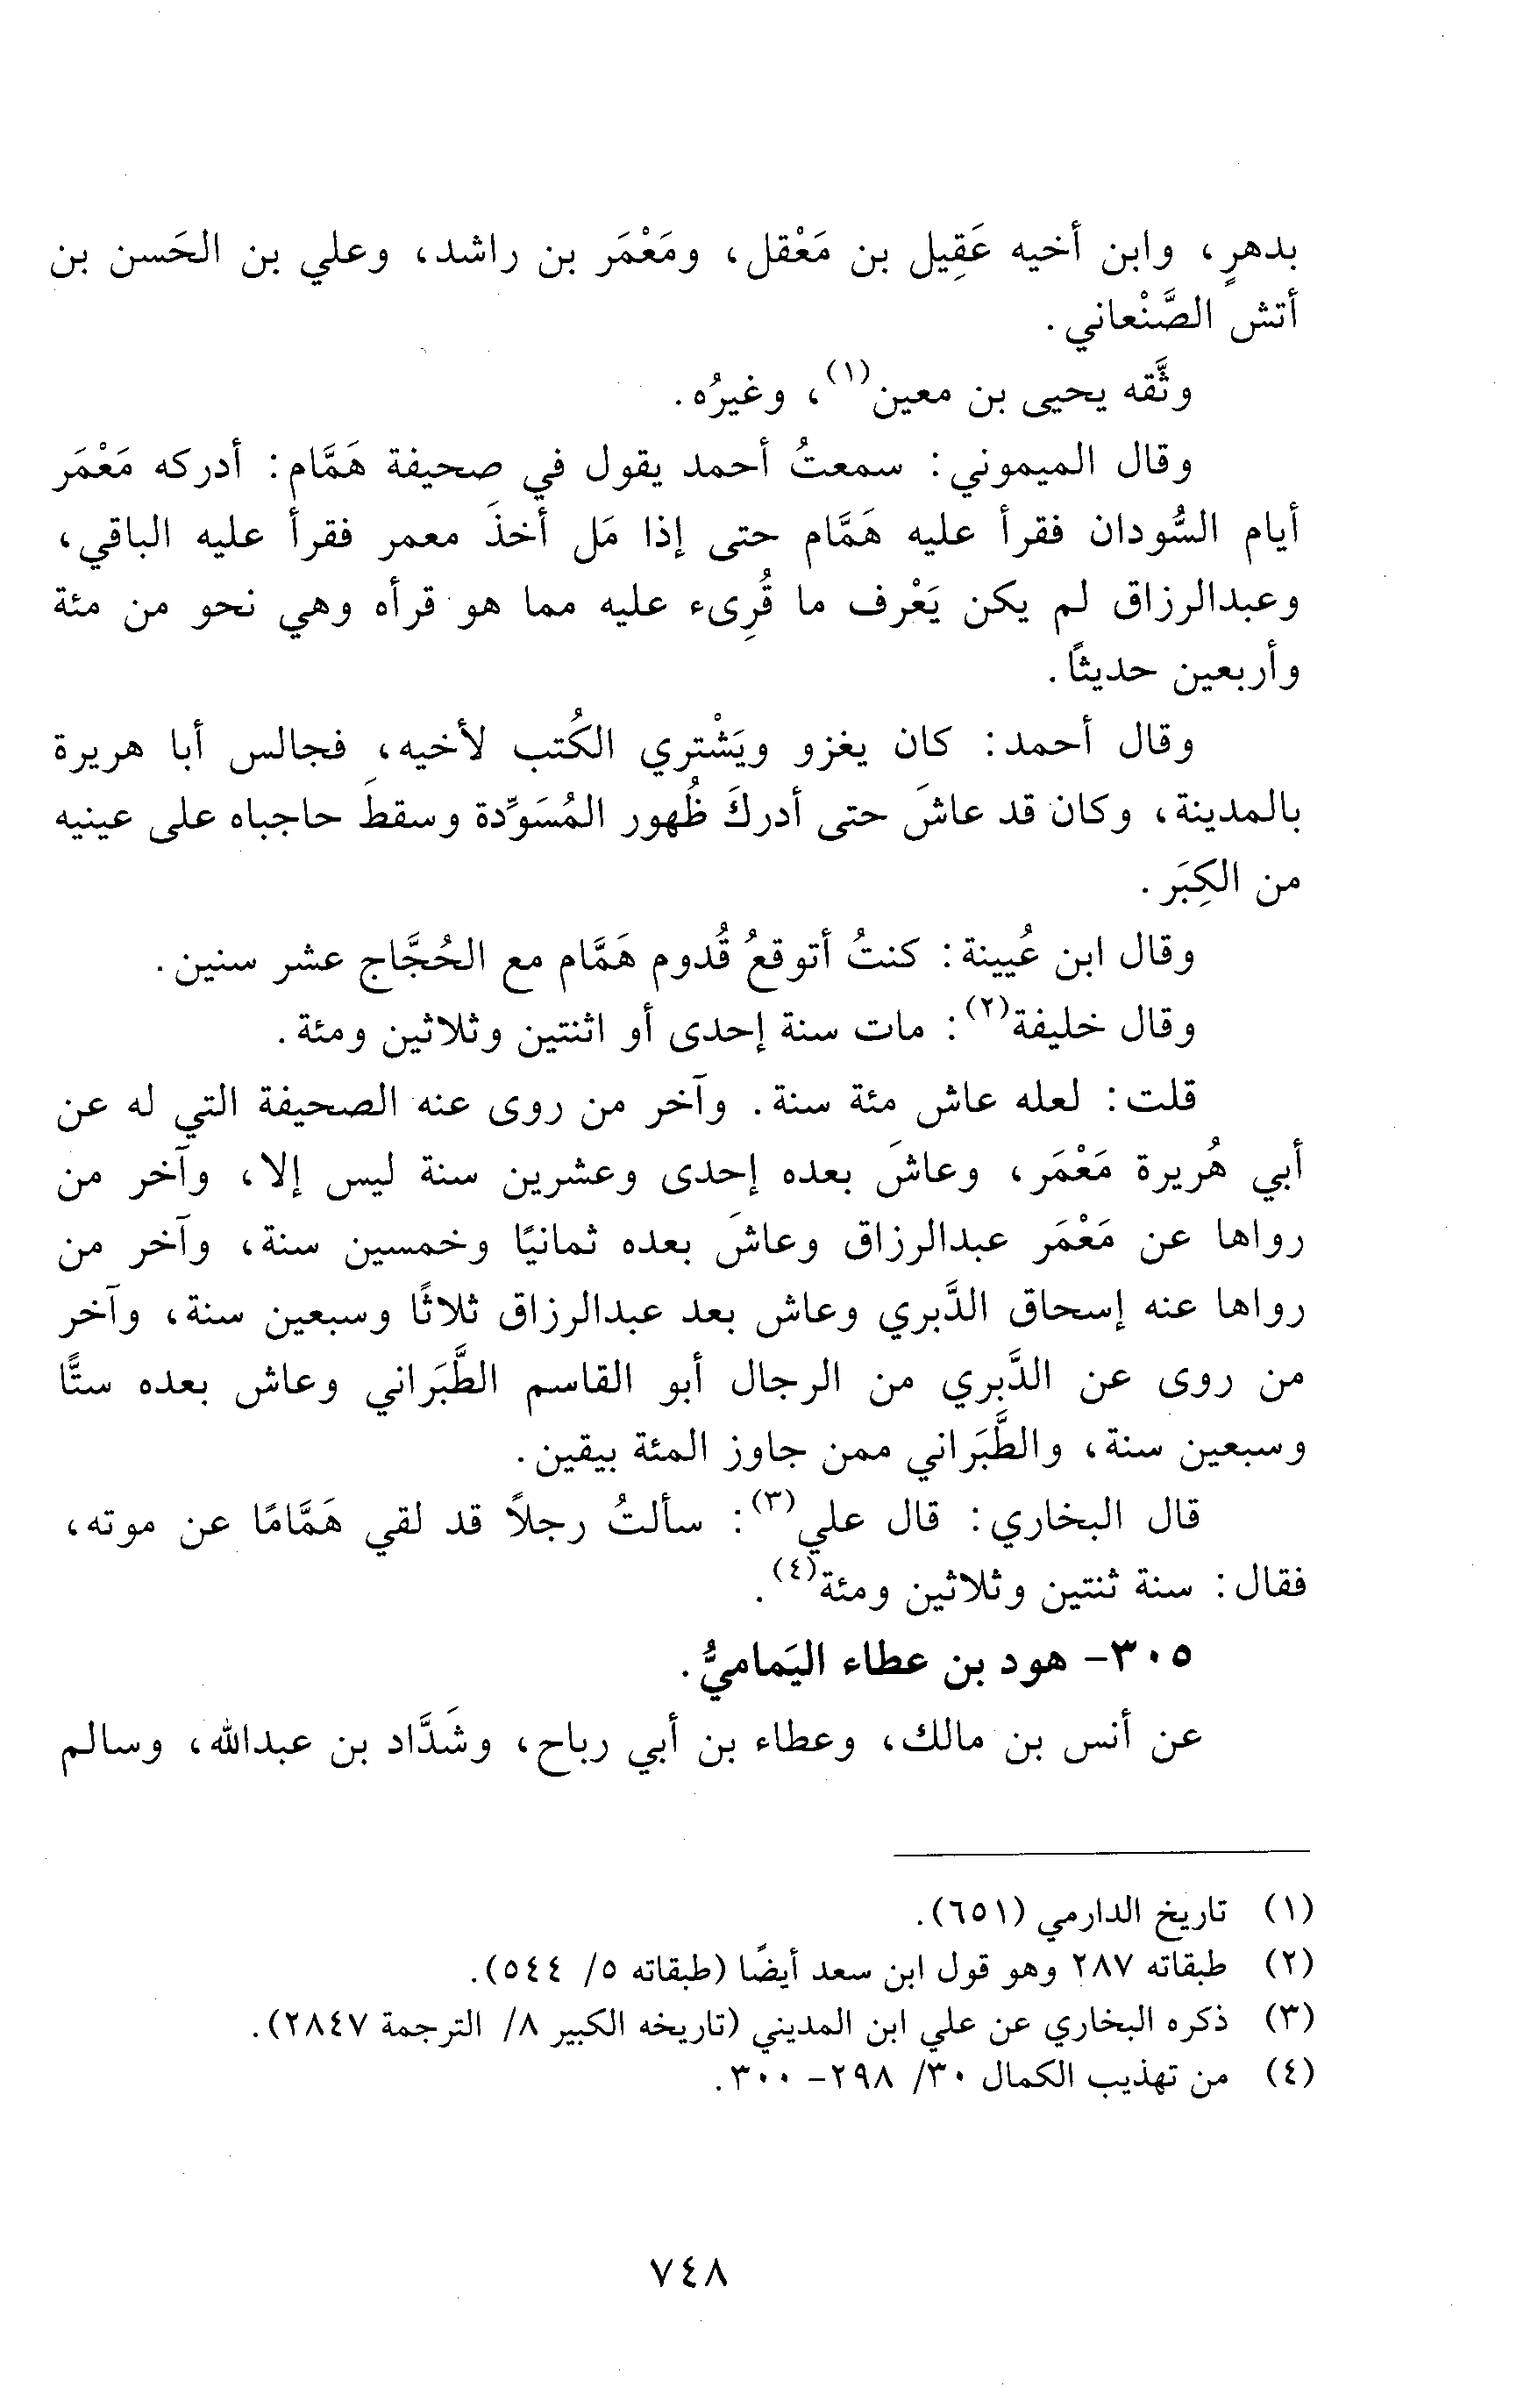 بدهرٍ، وابن أخيه عَقِيل بن مَعْقل، ومَعْمَر بن راشد، وعلي بن الحَسن بن
أتش الصَّنْعاني.
وثَّقه يحيى بن معين(١)، وغيرُه.
وقال الميموني: سمعتُ أحمد يقول في صحيفة هَمَّام: أدركه مَعْمَر
أيام السُّودان فقرأ عليه هَمَّام حتى إذا مَل أخذَ معمر فقرأ عليه الباقي،
وعبدالرزاق لم يكن يَعْرف ما قُرِىء عليه مما هو قرأه وهي نحو من مئة
وأربعين حديثًا.
وقال أحمد: كان يغزو ويَشْتري الكُتب لأخيه، فجالس أبا هريرة
بالمدينة، وكان قد عاشَ حتى أدركَ ظُهور المُسَوِّدة وسقطَ حاجباه على عينيه
من الكِبَر.
وقال ابن عُيينة: كنتُ أتوقعُ قُدوم هَمَّام مع الحُجَّاج عشر سنين.
وقال خليفة(٢): مات سنة إحدى أو اثنتين وثلاثين ومئة.
قلت: لعله عاش مئة سنة. وآخر من روى عنه الصحيفة التي له عن
أبي هُريرة مَعْمَر، وعاشَ بعده إحدى وعشرين سنة ليس إلا، وآخر من
رواها عن مَعْمَر عبدالرزاق وعاشَ بعده ثمانيًا وخمسين سنة، وآخر من
رواها عنه إسحاق الدَّبري وعاش بعد عبدالرزاق ثلاثًا وسبعين سنة، وآخر
من روى عن الدَّبري من الرجال أبو القاسم الطَّبَراني وعاش بعده ستًّا
وسبعين سنة، والطَّبَراني ممن جاوز المئة بيقين.
قال البخاري: قال علي(٣): سألتُ رجلاً قد لقي هَمَّامًا عن موته،
فقال: سنة ثنتين وثلاثين ومئة(٤).
٣٠٥- هود بن عطاء اليَماميُّ.
عن أنس بن مالك، وعطاء بن أبي رباح، وشَدَّاد بن عبدالله، وسالم
(١) تاريخ الدارمي (٦٥١).
(٢) طبقاته ٢٨٧ وهو قول ابن سعد أيضًا (طبقاته ٥/ ٥٤٤).
(٣) ذكره البخاري عن علي ابن المديني (تاريخه الكبير ٨/ الترجمة ٢٨٤٧).
(٤) من تهذيب الكمال ٣٠/ ٢٩٨- ٣٠٠.
٧٤٨